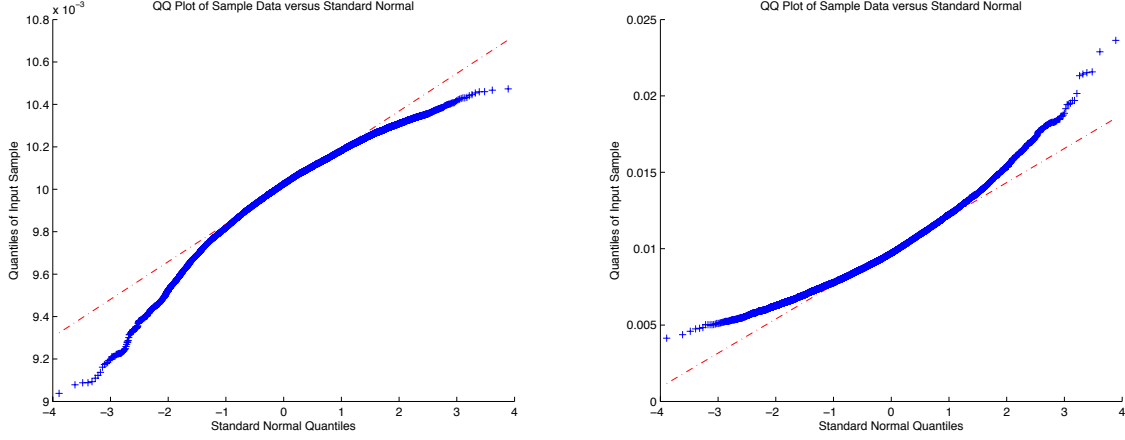 QQ Plot of Sample Data versus Standard Normal
x 10⁻³
10.8
10.6
10.4
10.2
10
9.8
9.6
9.4
9.2
9
−4 −3 −2 −1 0 1 2 3 4
Standard Normal Quantiles
Quantiles of Input Sample
QQ Plot of Sample Data versus Standard Normal
0.025
0.02
0.015
0.01
0.005
0
−4 −3 −2 −1 0 1 2 3 4
Standard Normal Quantiles
Quantiles of Input Sample